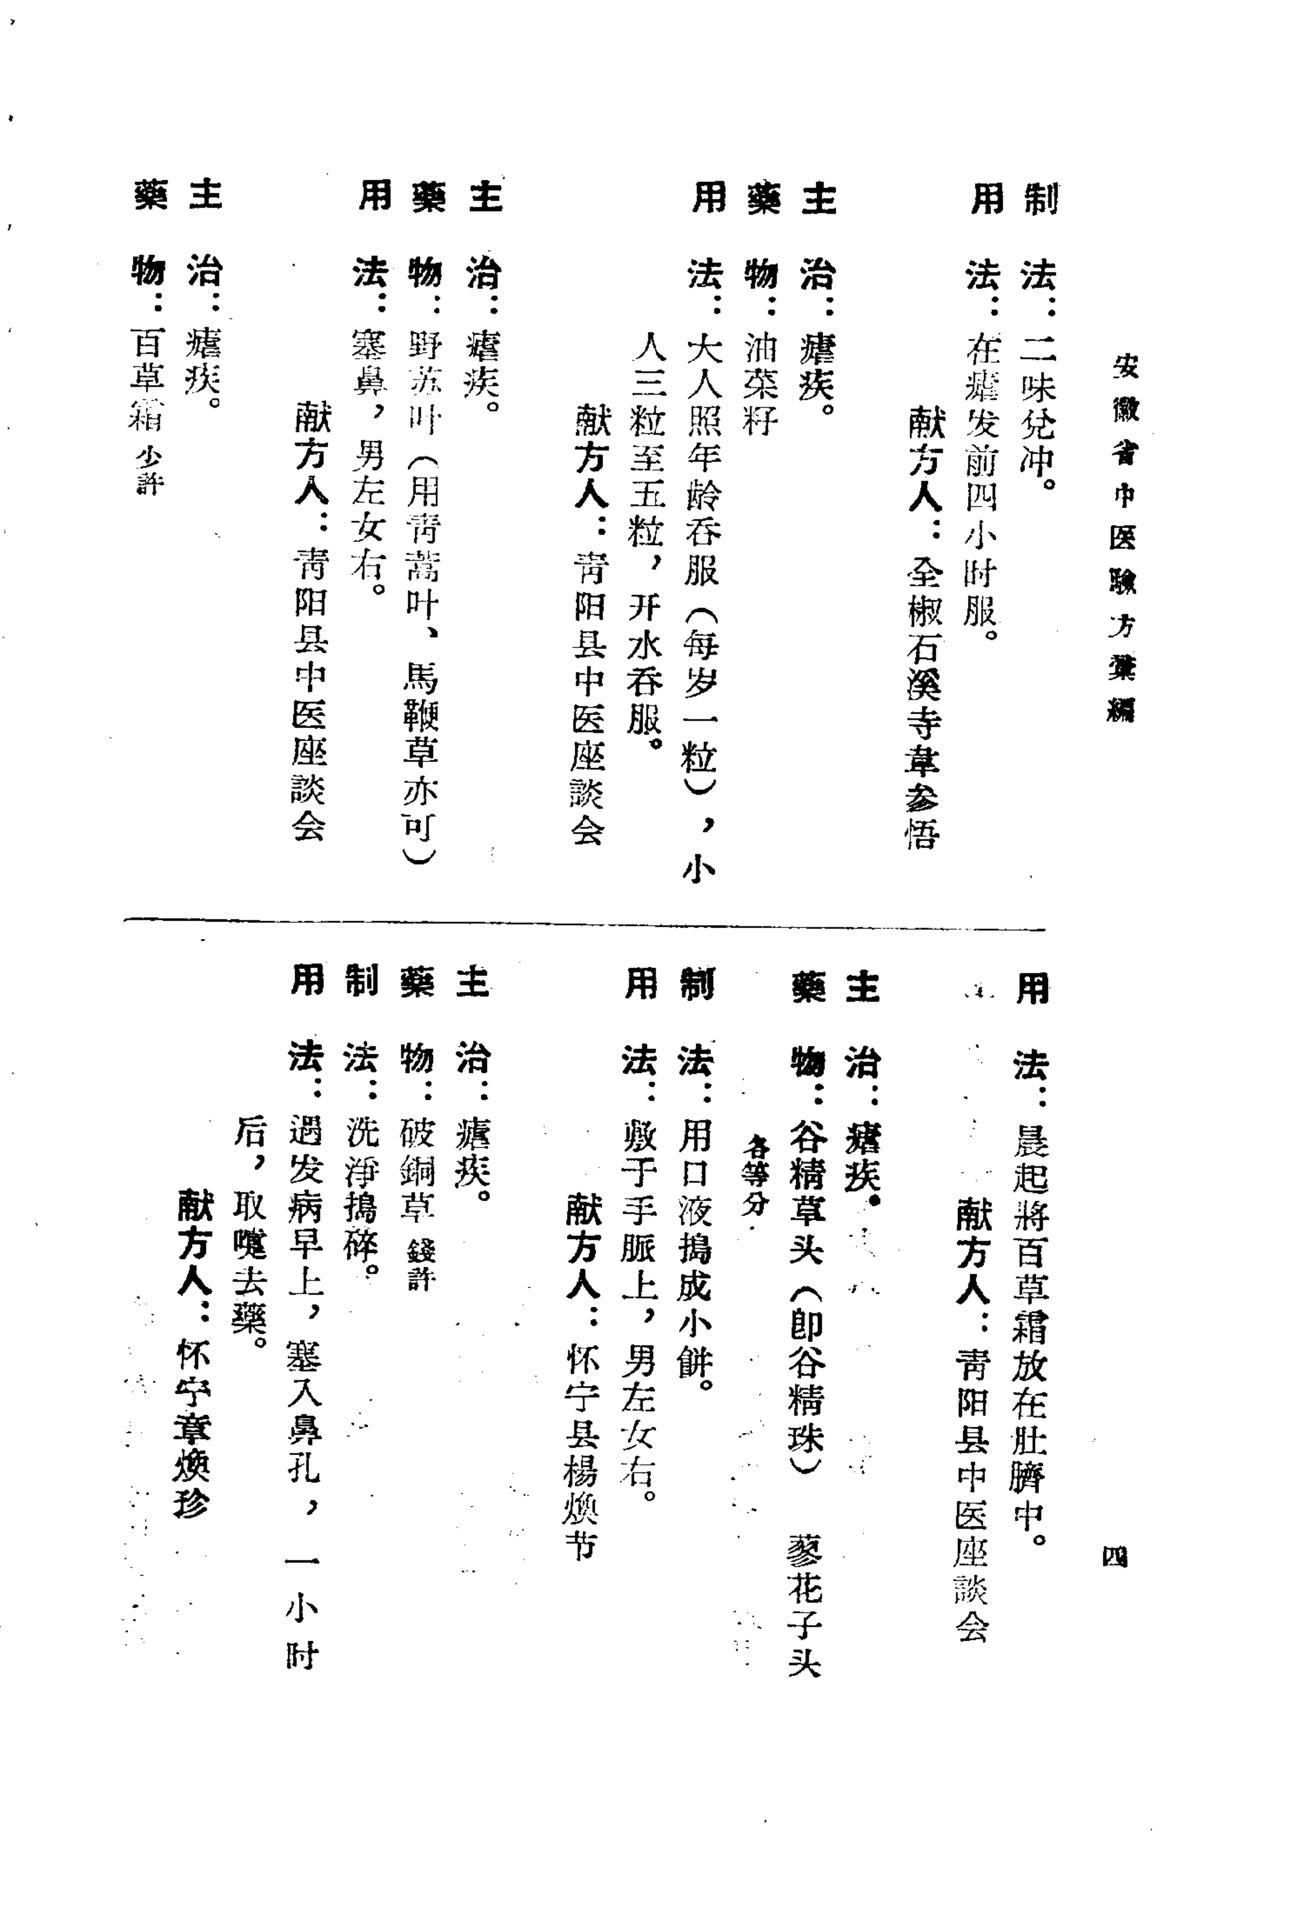 安徽省中医驗方彙編
四
制法：二味兌冲。
用法：在瘧发前四小时服。
献方人：全椒石溪寺韋参悟
主治：瘧疾。
藥物：油菜籽
用法：大人照年龄吞服（每岁一粒），小
人三粒至五粒，开水吞服。
献方人：靑阳县中医座談会
主治：瘧疾。
藥物：野苏叶（用靑蒿叶、馬鞭草亦可）
用法：塞鼻，男左女右。
献方人：靑阳县中医座談会
主治：瘧疾。
藥物：百草霜 少許
用法：晨起將百草霜放在肚臍中。
献方人：靑阳县中医座談会
主治：瘧疾。
藥物：谷精草头（卽谷精珠） 蓼花子头
各等分
制法：用口液搗成小餅。
用法：敷于手脈上，男左女右。
献方人：怀宁县楊煥节
主治：瘧疾。
藥物：破銅草 錢許
制法：洗淨搗碎。
用法：遇发病早上，塞入鼻孔，一小时
后，取嚏去藥。
献方人：怀宁章煥珍